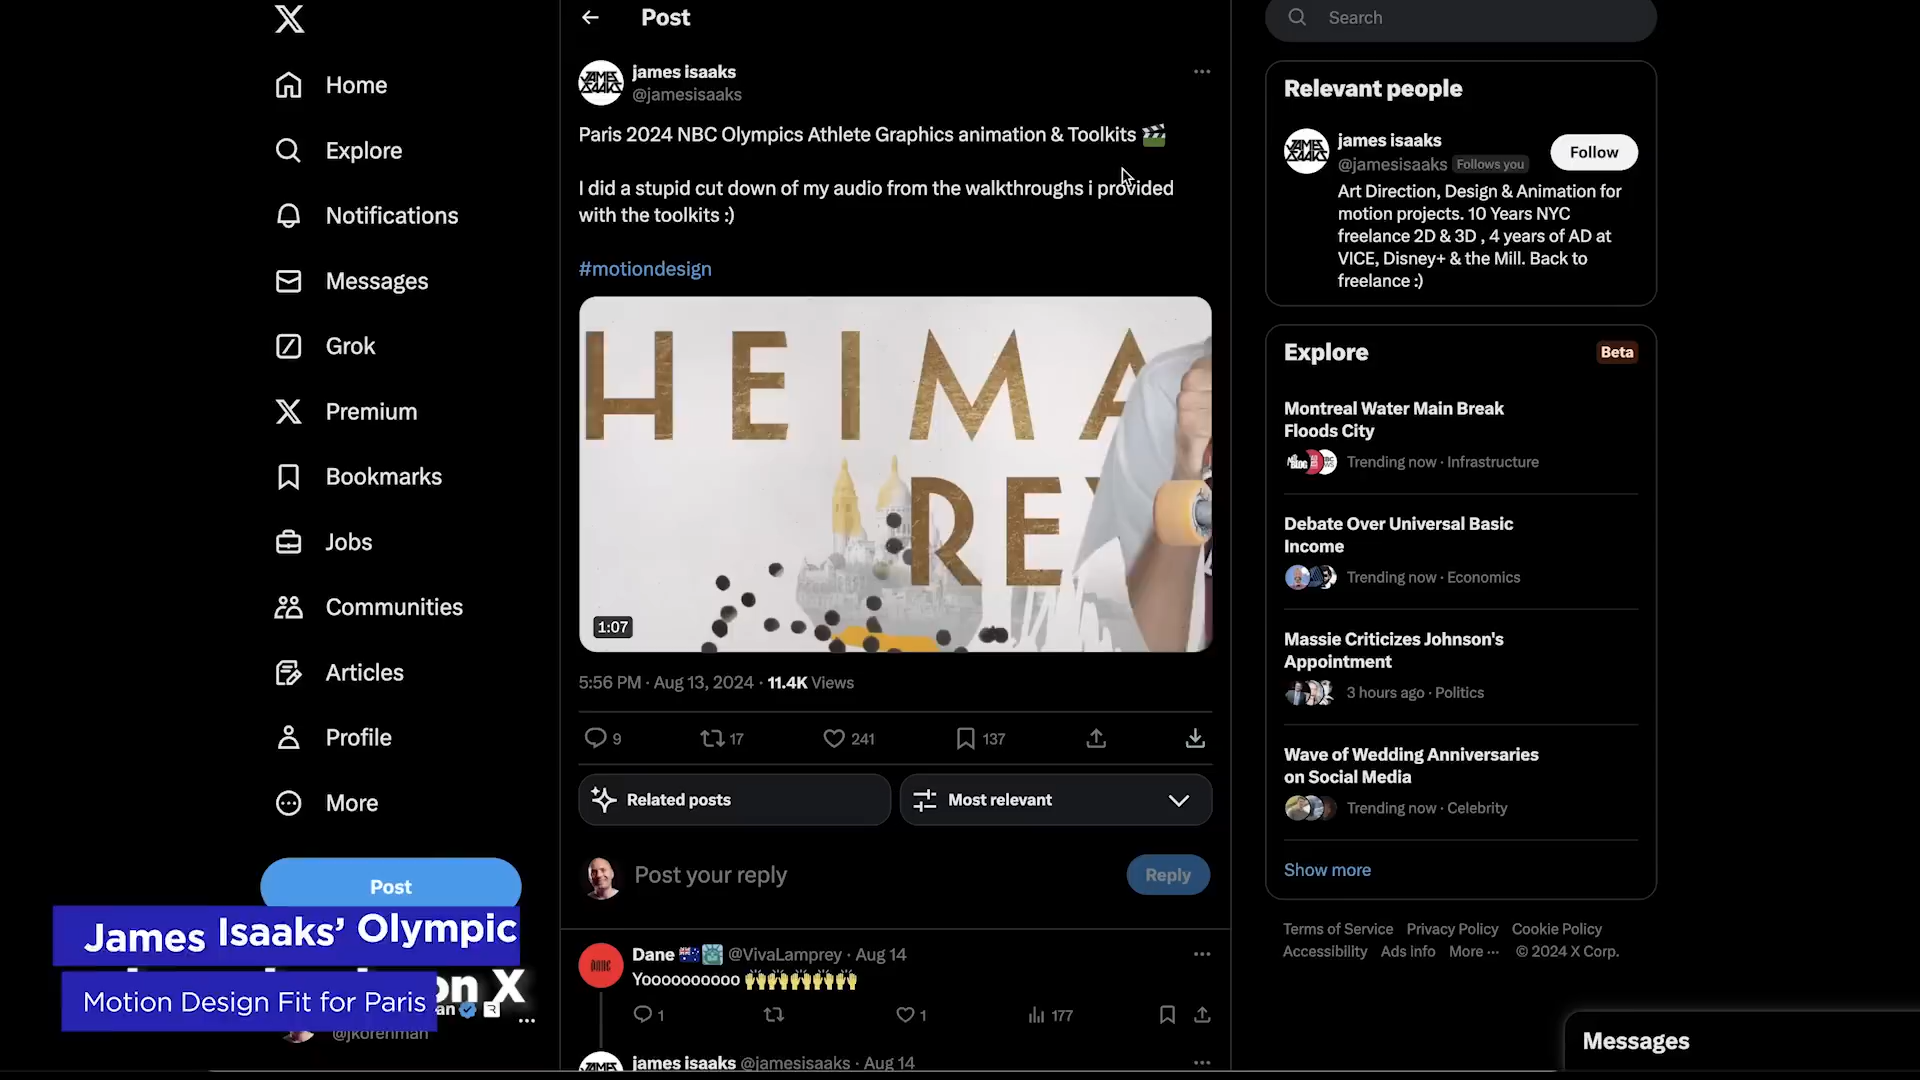 Home
Explore
Notifications
Messages
Grok
Premium
Bookmarks
Jobs
Communities
Articles
Profile
More
Post
James Isaaks' Olympic
on X
Motion Design Fit for Paris
an
@jkorenman
Post
james isaaks
@jamesisaaks
Paris 2024 NBC Olympics Athlete Graphics animation & Toolkits 🎬
I did a stupid cut down of my audio from the walkthroughs i provided
with the toolkits :)
#motiondesign
HEIMA
RE
1:07
5:56 PM · Aug 13, 2024 · 11.4K Views
9 17 241 137
Related posts
Most relevant
Post your reply
Reply
Dane 🇦🇺🗽 @VivaLamprey · Aug 14
Yoooooooooo 🙌🙌🙌🙌🙌
1 1 177
james isaaks @jamesisaaks · Aug 14
Search
Relevant people
james isaaks
@jamesisaaks Follows you
Follow
Art Direction, Design & Animation for
motion projects. 10 Years NYC
freelance 2D & 3D , 4 years of AD at
VICE, Disney+ & the Mill. Back to
freelance :)
Explore
Beta
Montreal Water Main Break
Floods City
Trending now · Infrastructure
Debate Over Universal Basic
Income
Trending now · Economics
Massie Criticizes Johnson's
Appointment
3 hours ago · Politics
Wave of Wedding Anniversaries
on Social Media
Trending now · Celebrity
Show more
Terms of Service Privacy Policy Cookie Policy
Accessibility Ads info More ··· © 2024 X Corp.
Messages